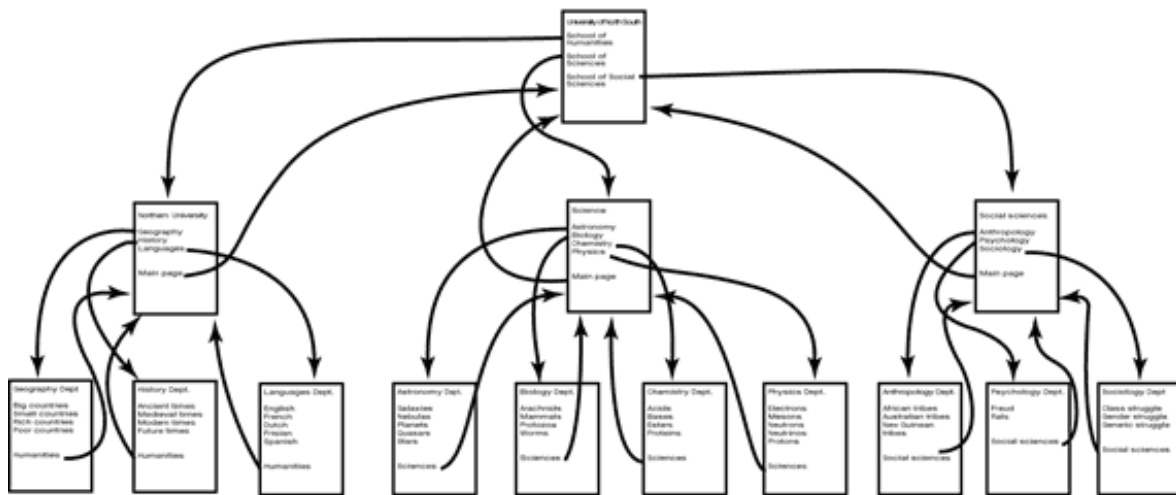 University of North South
School of
Humanities
School of
Sciences
School of Social
Sciences
Northern University
Geography
History
Languages
Main page
Science
Astronomy
Biology
Chemistry
Physics
Main page
Social sciences
Anthropology
Psychology
Sociology
Main page
Geography Dept
Big countries
Small countries
Rich countries
Poor countries
Humanities
History Dept.
Ancient times
Medieval times
Modern times
Future times
Humanities
Languages Dept.
English
French
Dutch
Frisian
Spanish
Humanities
Astronomy Dept.
Galaxies
Nebulas
Planets
Quasars
Stars
Sciences
Biology Dept.
Arachnids
Mammals
Protozoa
Worms
Sciences
Chemistry Dept.
Acids
Bases
Esters
Proteins
Sciences
Physics Dept.
Electrons
Mesons
Neutrons
Neutrinos
Protons
Sciences
Anthropology Dept.
African tribes
Australian tribes
New Guinean
tribes
Social sciences
Psychology Dept.
Freud
Rats
Social sciences
Sociology Dept.
Class struggle
Gender struggle
Generic struggle
Social sciences